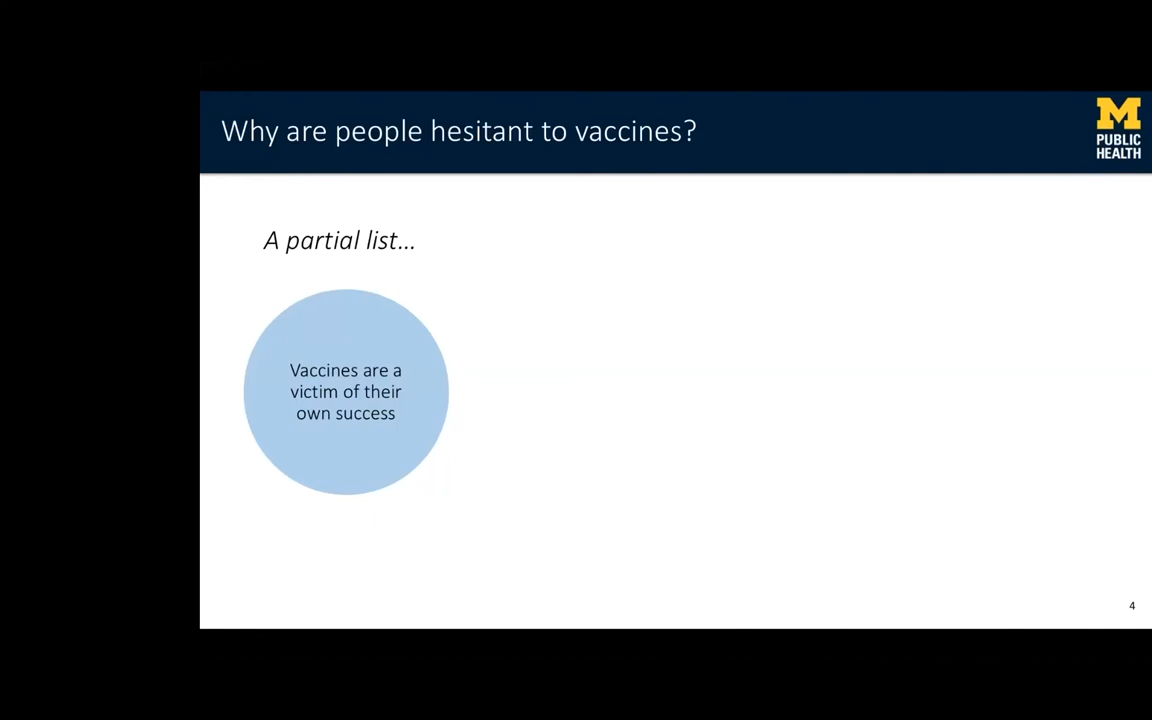 Why are people hesitant to vaccines?
M
PUBLIC
HEALTH
A partial list...
Vaccines are a
victim of their
own success
4